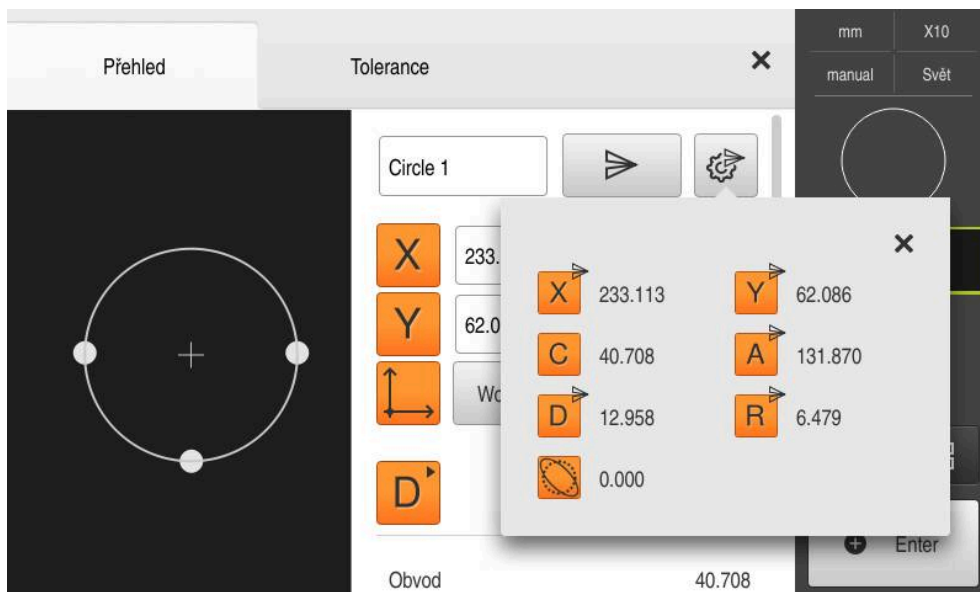 Přehled
Tolerance
mm
X10
manual
Svět
Circle 1
X
233.
Y
62.0
D
X 233.113
Y 62.086
C 40.708
A 131.870
D 12.958
R 6.479
0.000
Enter
Obvod 40.708